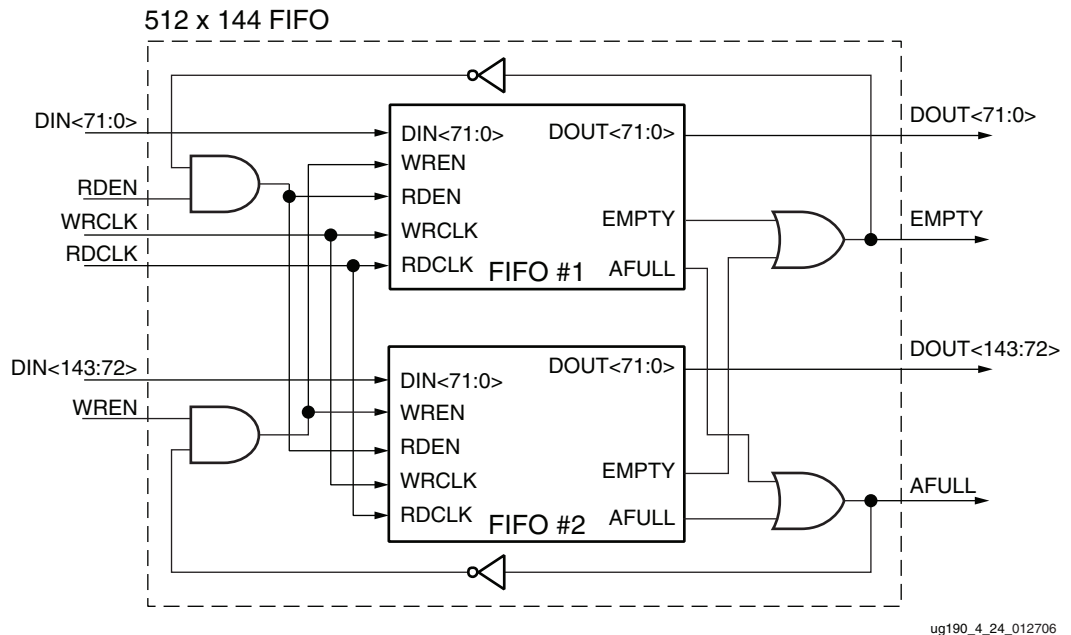 512 x 144 FIFO
DIN<71:0>
RDEN
WRCLK
RDCLK
DIN<143:72>
WREN
DIN<71:0>
WREN
RDEN
WRCLK
RDCLK
DOUT<71:0>
EMPTY
AFULL
FIFO #1
DIN<71:0>
WREN
RDEN
WRCLK
RDCLK
DOUT<71:0>
EMPTY
AFULL
FIFO #2
DOUT<71:0>
EMPTY
DOUT<143:72>
AFULL
ug190_4_24_012706